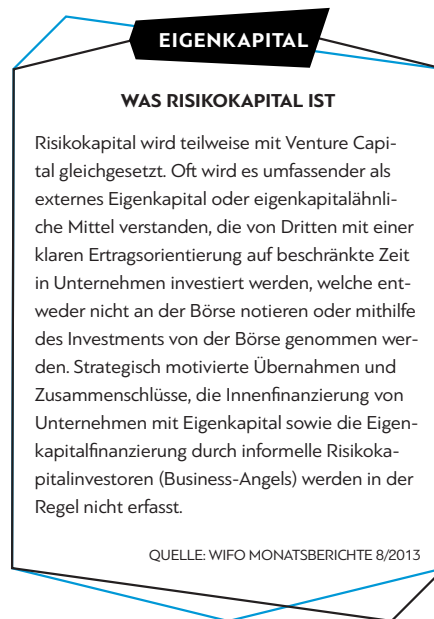 EIGENKAPITAL
WAS RISIKOKAPITAL IST
Risikokapital wird teilweise mit Venture Capi-
tal gleichgesetzt. Oft wird es umfassender als
externes Eigenkapital oder eigenkapitalähnli-
che Mittel verstanden, die von Dritten mit einer
klaren Ertragsorientierung auf beschränkte Zeit
in Unternehmen investiert werden, welche ent-
weder nicht an der Börse notieren oder mithilfe
des Investments von der Börse genommen wer-
den. Strategisch motivierte Übernahmen und
Zusammenschlüsse, die Innenfinanzierung von
Unternehmen mit Eigenkapital sowie die Eigen-
kapitalfinanzierung durch informelle Risikoka-
pitalinvestoren (Business-Angels) werden in der
Regel nicht erfasst.
QUELLE: WIFO MONATSBERICHTE 8/2013